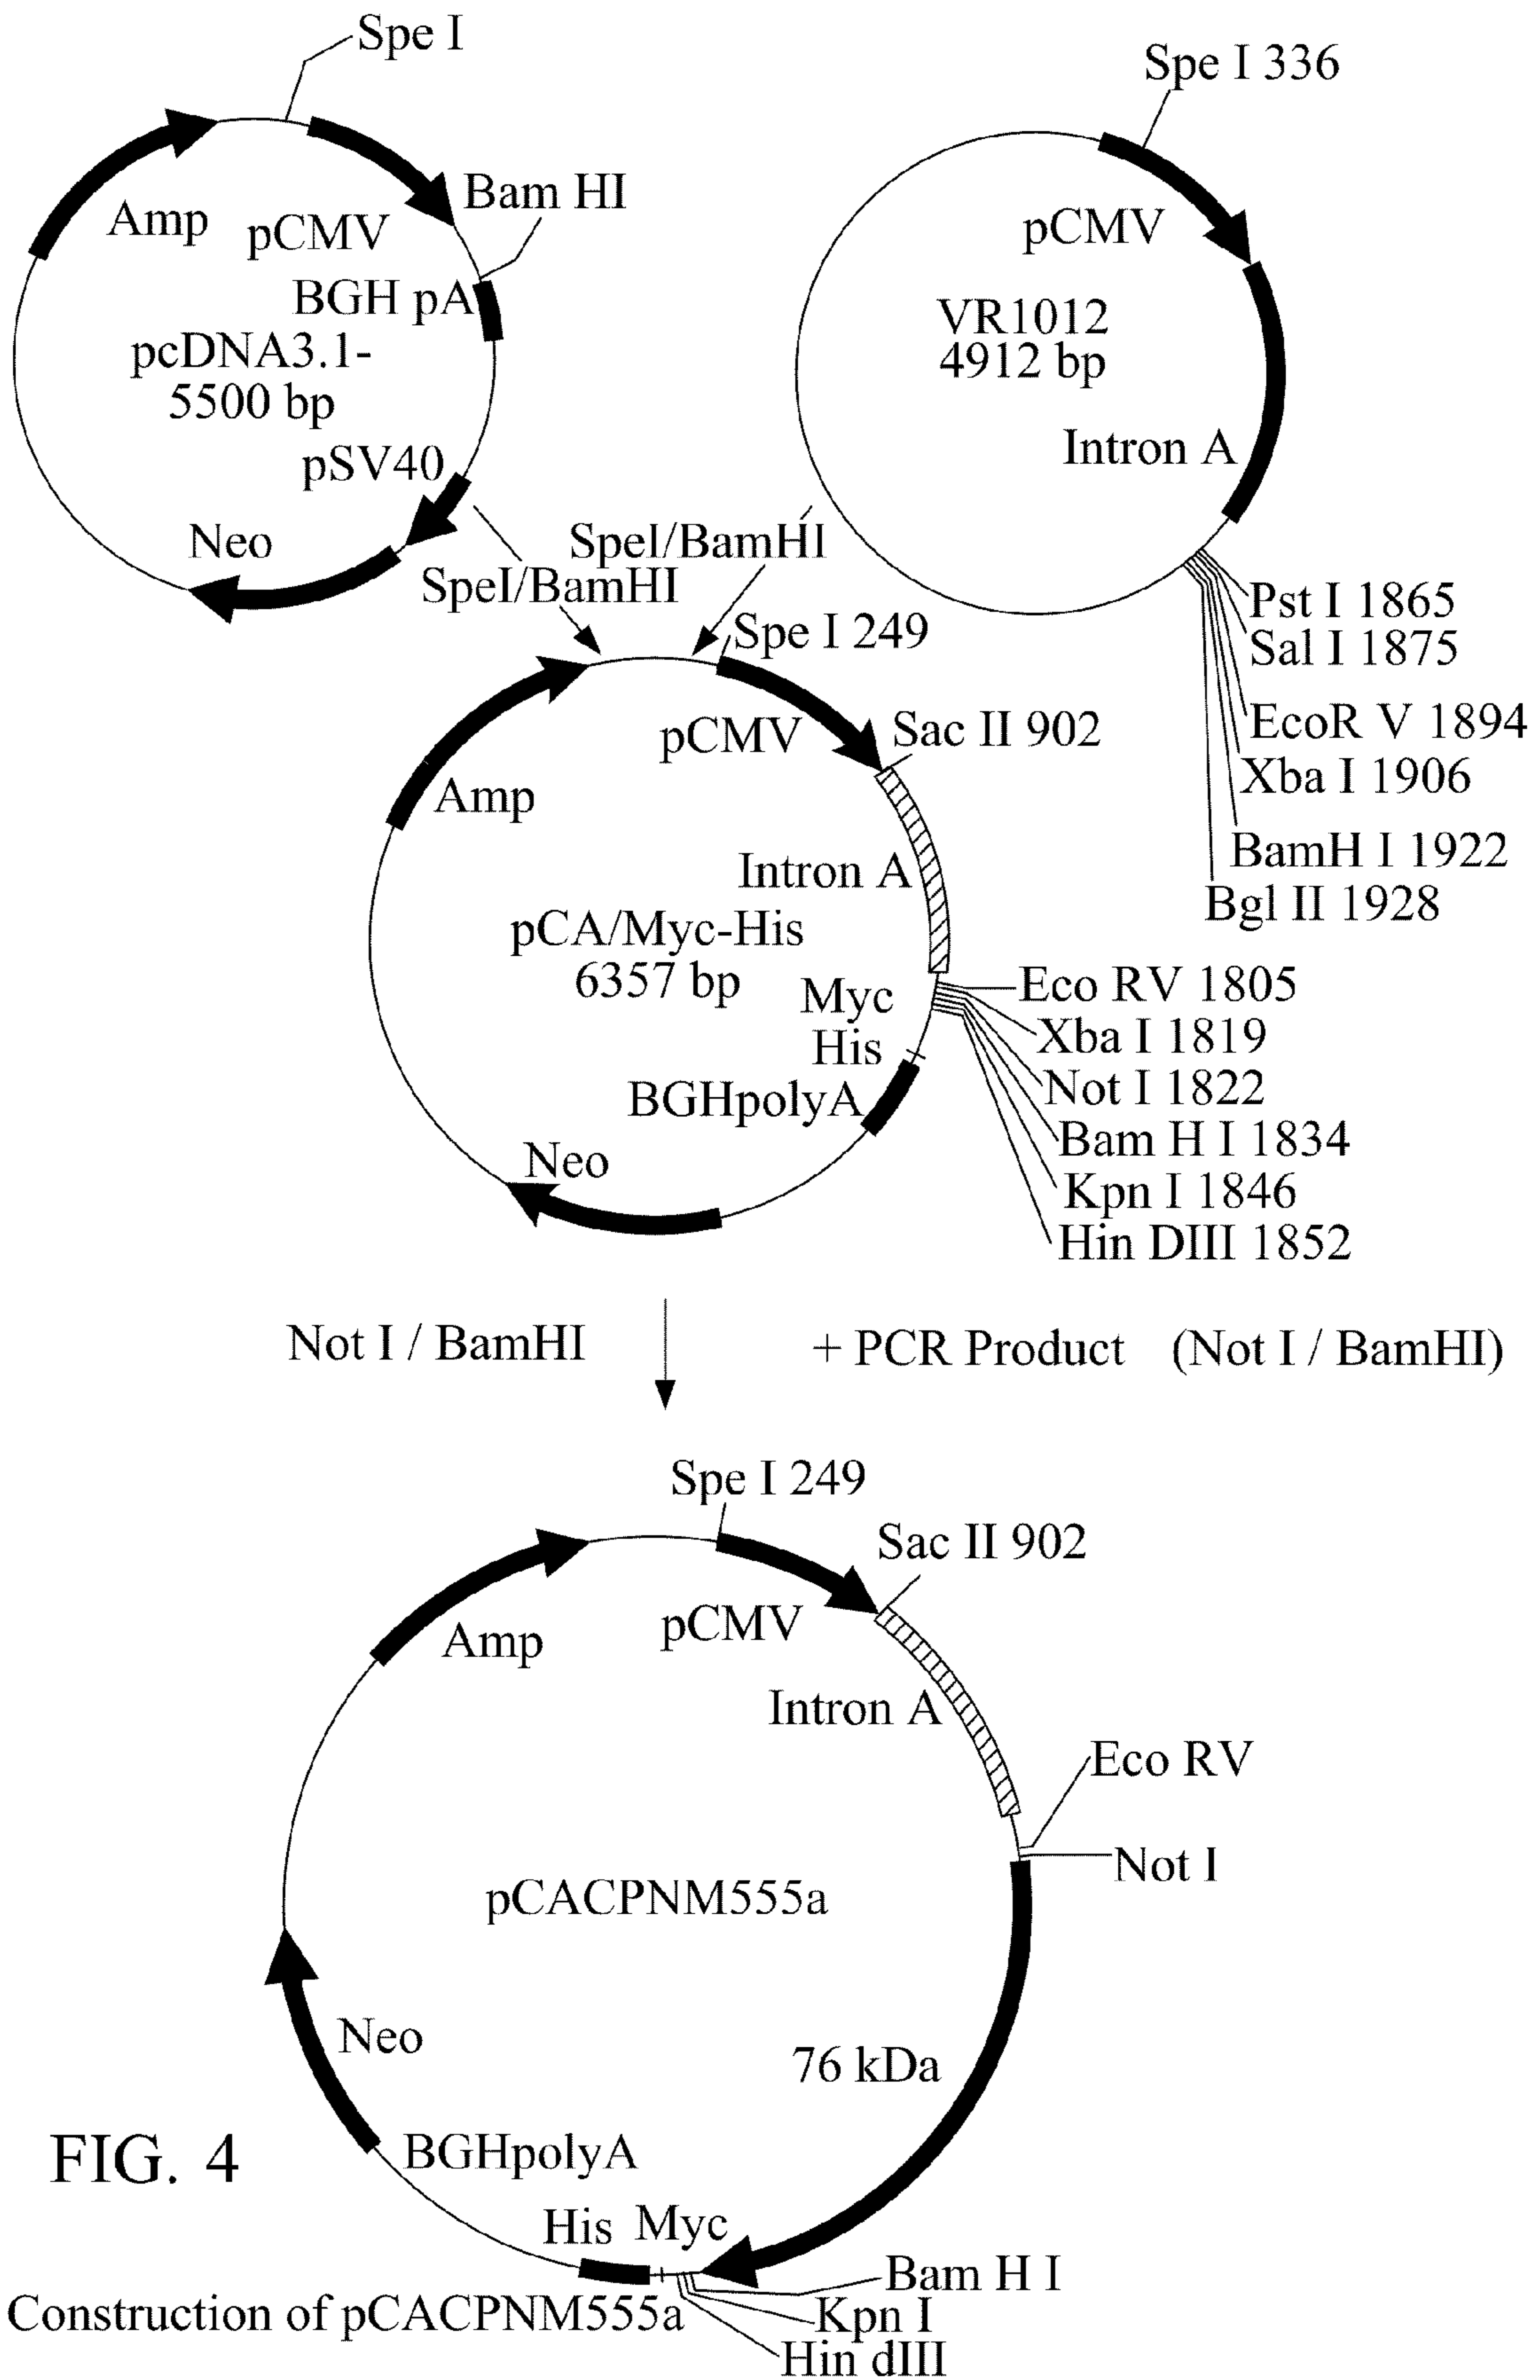 Spe I
Amp
pCMV
Bam HI
BGH pA
pcDNA3.1-
5500 bp
pSV40
Neo
SpeI/BamHI
Spe I 336
pCMV
VR1012
4912 bp
Intron A
SpeI/BamHI
Pst I 1865
Sal I 1875
EcoR V 1894
Xba I 1906
BamH I 1922
Bgl II 1928
Spe I 249
pCMV
Sac II 902
Amp
Intron A
pCA/Myc-His
6357 bp
Myc
His
BGHpolyA
Neo
Eco RV 1805
Xba I 1819
Not I 1822
Bam H I 1834
Kpn I 1846
Hin DIII 1852
Not I / BamHI
+ PCR Product (Not I / BamHI)
Spe I 249
Sac II 902
Amp
pCMV
Intron A
Eco RV
Not I
pCACPNM555a
Neo
76 kDa
BGHpolyA
His Myc
Bam H I
Kpn I
Hin dIII
FIG. 4
Construction of pCACPNM555a